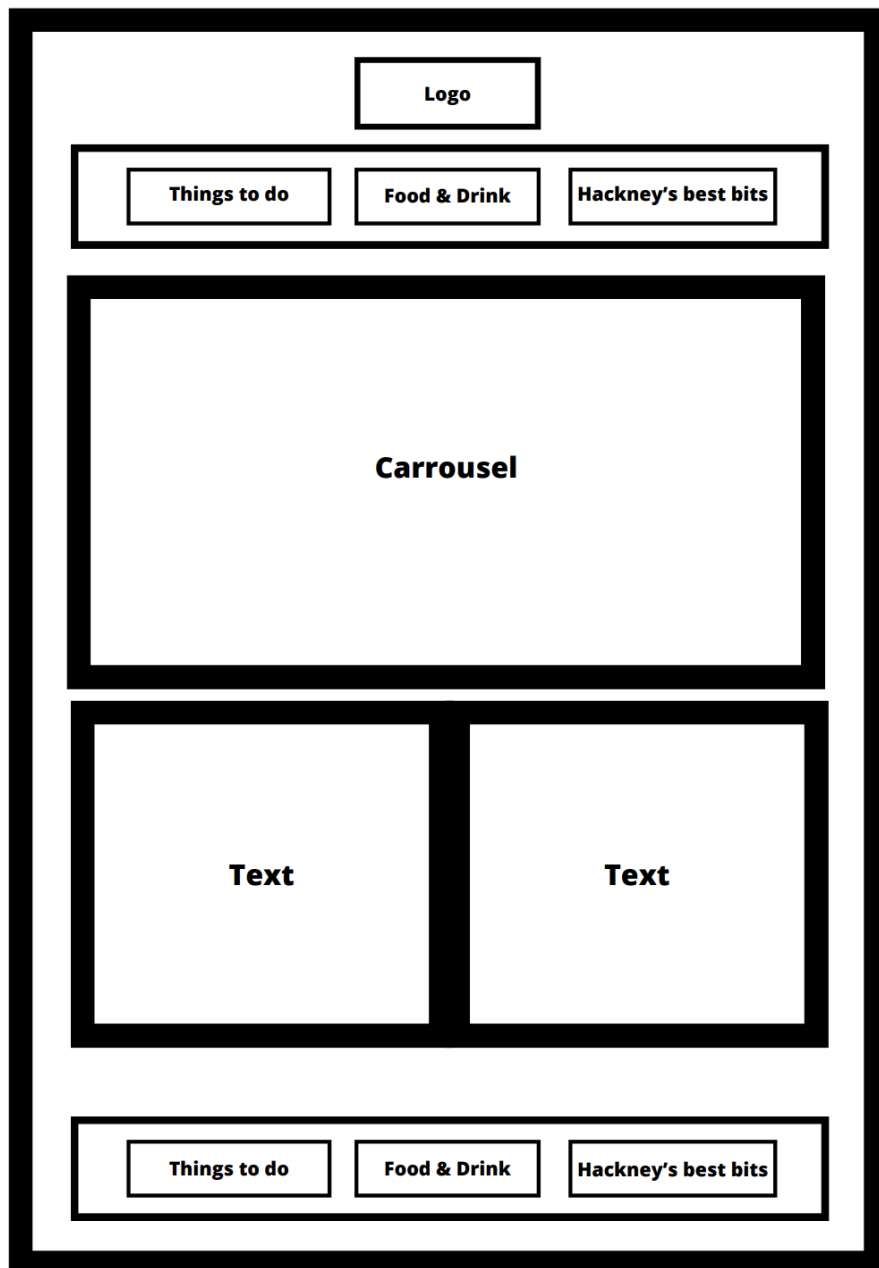 Logo
Things to do
Food & Drink
Hackney’s best bits
Carrousel
Text
Text
Things to do
Food & Drink
Hackney’s best bits